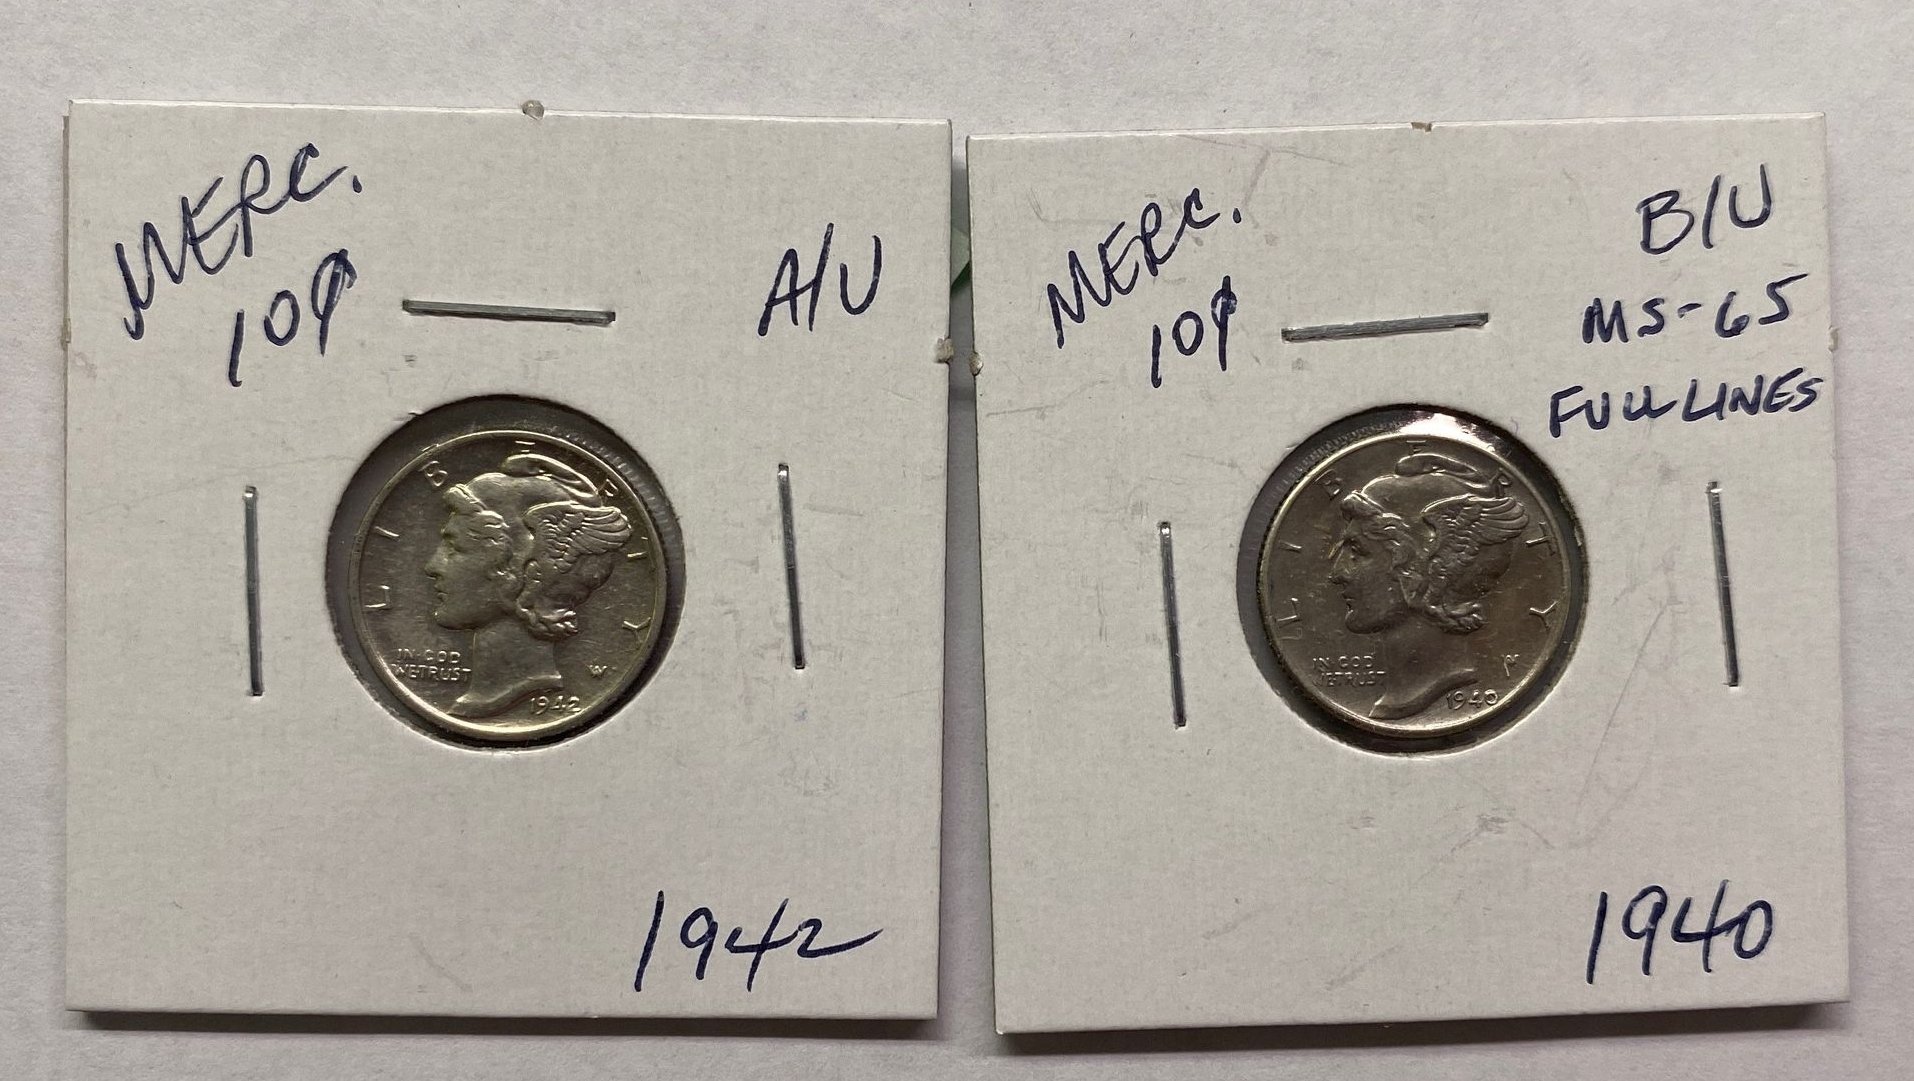 MERC.
10¢
A/U
LIBERTY
IN GOD
WE TRUST
1942
1942
MERC.
10¢
B/U
MS-65
FULL LINES
LIBERTY
IN GOD
WE TRUST
1940
1940